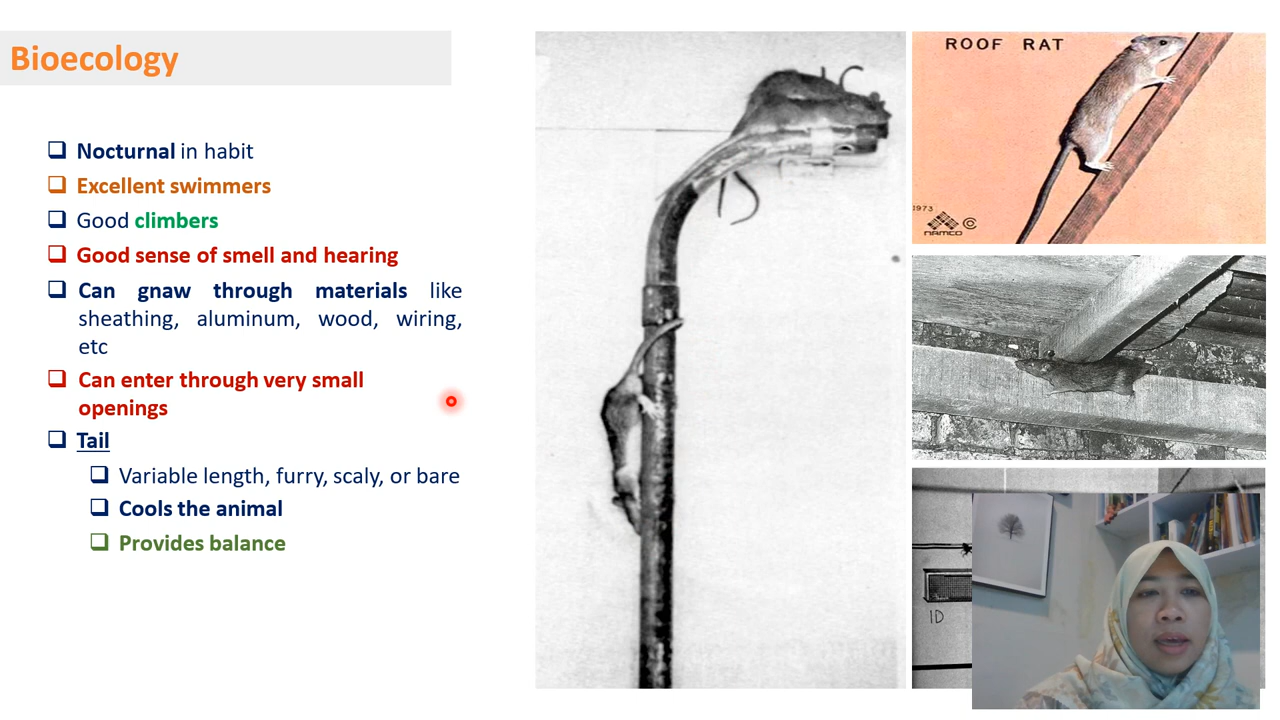 Bioecology
Nocturnal in habit
Excellent swimmers
Good climbers
Good sense of smell and hearing
Can gnaw through materials like
sheathing, aluminum, wood, wiring,
etc
Can enter through very small
openings
Tail
Variable length, furry, scaly, or bare
Cools the animal
Provides balance
ROOF RAT
1973
NAMCO ©
ID